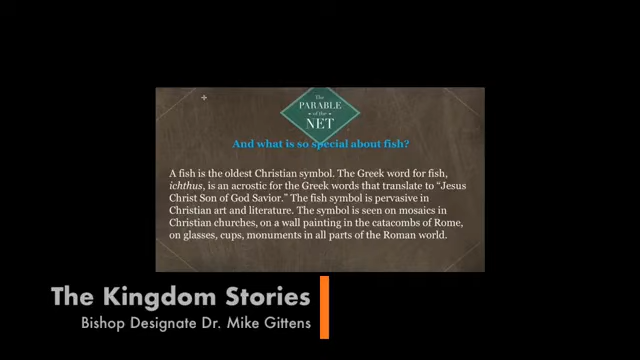 The
PARABLE
of the
NET
And what is so special about fish?
A fish is the oldest Christian symbol. The Greek word for fish,
ichthus, is an acrostic for the Greek words that translate to “Jesus
Christ Son of God Savior.” The fish symbol is pervasive in
Christian art and literature. The symbol is seen on mosaics in
Christian churches, on a wall painting in the catacombs of Rome,
on glasses, cups, monuments in all parts of the Roman world.
The Kingdom Stories
Bishop Designate Dr. Mike Gittens